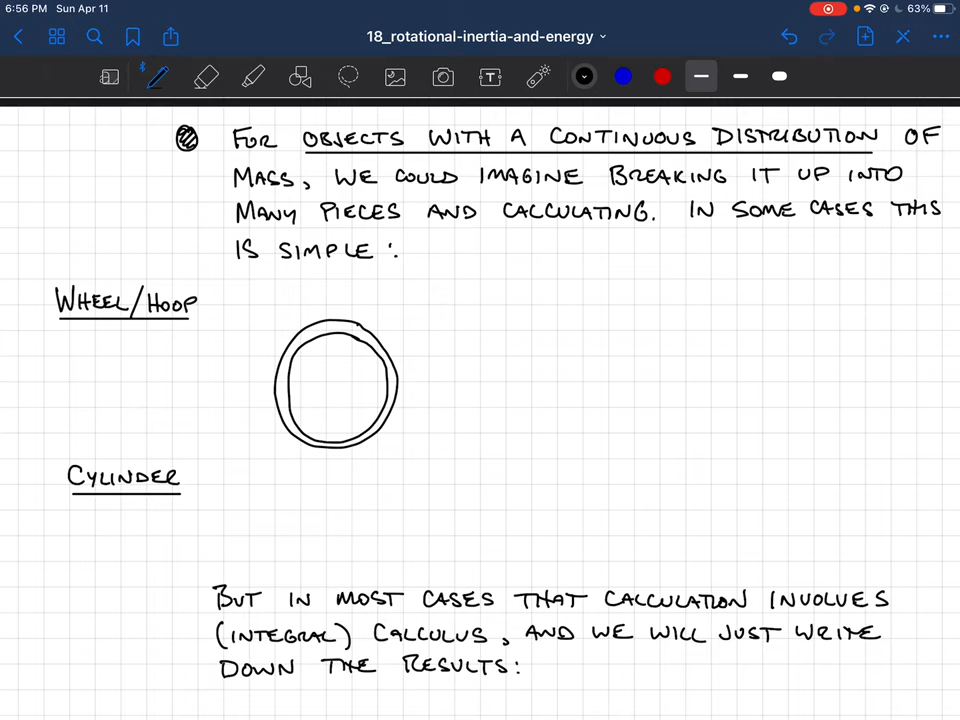 6:56 PM Sun Apr 11
63%
18_rotational-inertia-and-energy
T
FOR OBJECTS WITH A CONTINUOUS DISTRIBUTION OF
MASS, WE COULD IMAGINE BREAKING IT UP INTO
MANY PIECES AND CALCULATING. IN SOME CASES THIS
IS SIMPLE:
WHEEL/HOOP
CYLINDER
BUT IN MOST CASES THAT CALCULATION INVOLVES
(INTEGRAL) CALCULUS, AND WE WILL JUST WRITE
DOWN THE RESULTS: